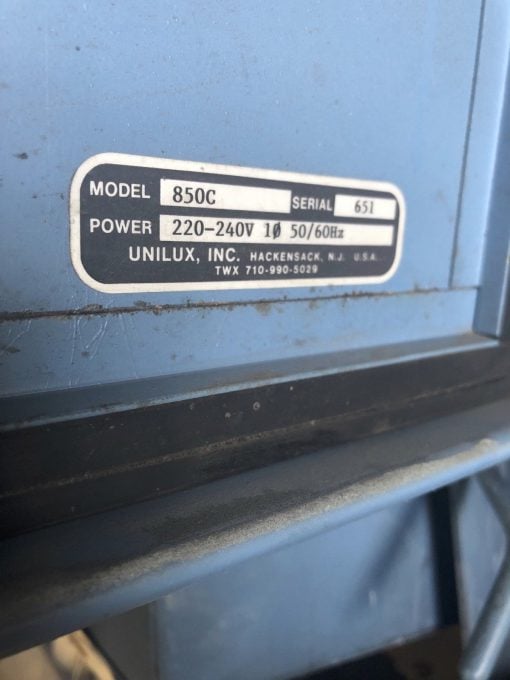 MODEL 850C SERIAL 651
POWER 220-240V 1Ø 50/60Hz
UNILUX, INC. HACKENSACK, N.J. U.S.A.
TWX 710-990-5029